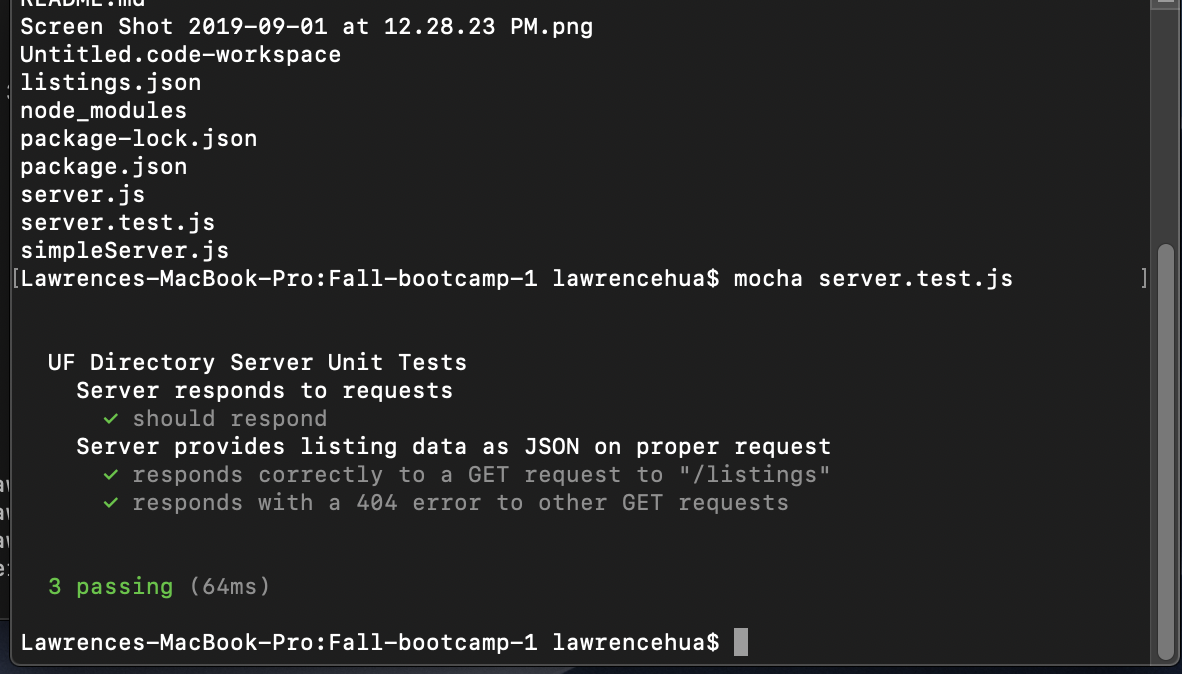 README.md
Screen Shot 2019-09-01 at 12.28.23 PM.png
Untitled.code-workspace
listings.json
node_modules
package-lock.json
package.json
server.js
server.test.js
simpleServer.js
[Lawrences-MacBook-Pro:Fall-bootcamp-1 lawrencehua$ mocha server.test.js ]
UF Directory Server Unit Tests
Server responds to requests
✓ should respond
Server provides listing data as JSON on proper request
✓ responds correctly to a GET request to "/listings"
✓ responds with a 404 error to other GET requests
3 passing (64ms)
Lawrences-MacBook-Pro:Fall-bootcamp-1 lawrencehua$